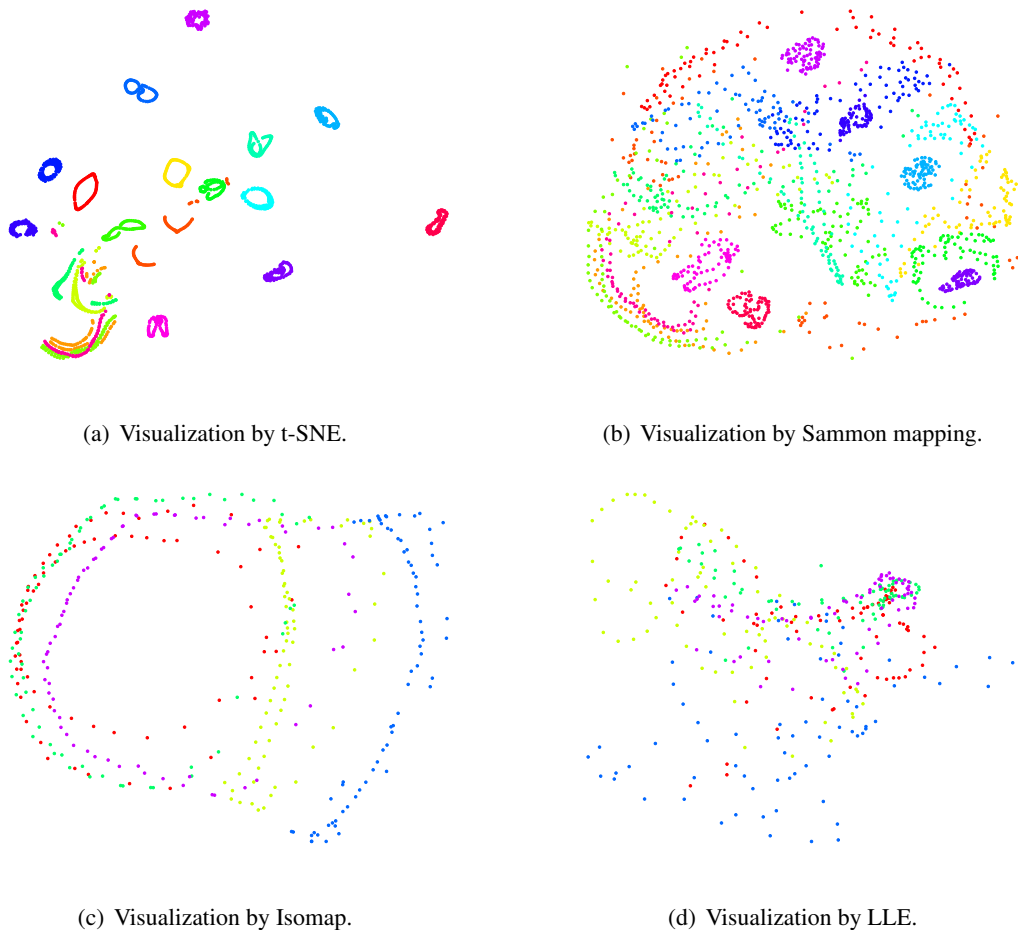 (a) Visualization by t-SNE.
(b) Visualization by Sammon mapping.
(c) Visualization by Isomap.
(d) Visualization by LLE.